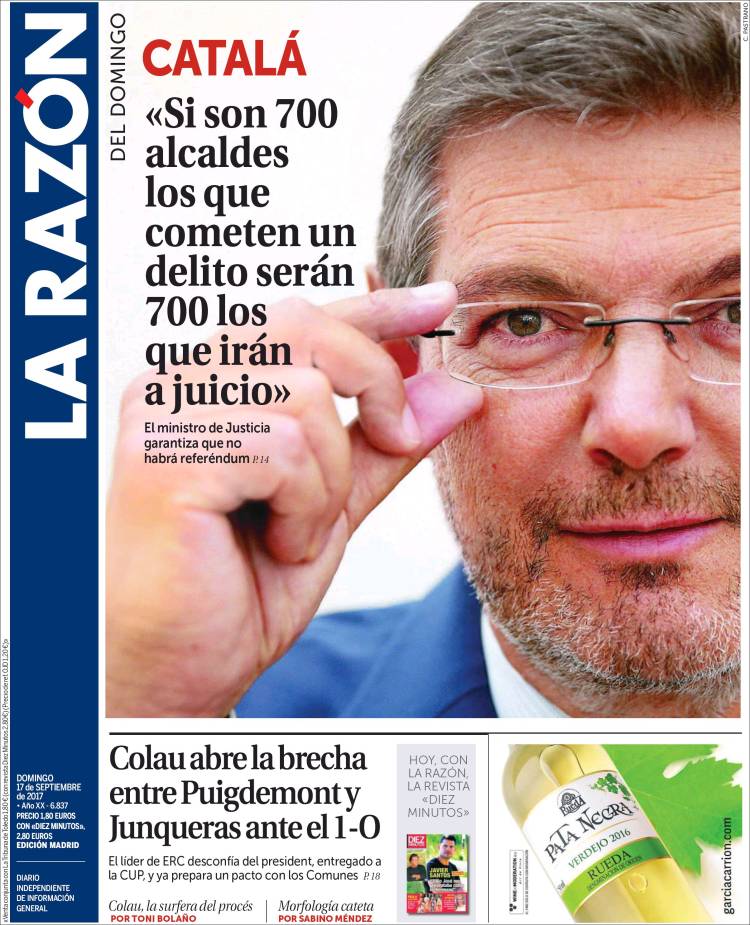 C. PASTRANO
LA RAZÓN
DEL DOMINGO
CATALÁ
«Si son 700
alcaldes
los que
cometen un
delito serán
700 los
que irán
a juicio»
El ministro de Justicia
garantiza que no
habrá referéndum P. 14
DOMINGO
17 de SEPTIEMBRE
de 2017
• Año XX · 6.837
PRECIO 1,80 EUROS
CON «DIEZ MINUTOS»,
2,80 EUROS
EDICIÓN MADRID
DIARIO
INDEPENDIENTE
DE INFORMACIÓN
GENERAL
Colau abre la brecha
entre Puigdemont y
Junqueras ante el 1-O
El líder de ERC desconfía del president, entregado a
la CUP, y ya prepara un pacto con los Comunes P. 18
Colau, la surfera del procés
POR TONI BOLAÑO
Morfología cateta
POR SABINO MÉNDEZ
HOY, CON
LA RAZÓN,
LA REVISTA
«DIEZ
MINUTOS»
DIEZ
MINUTOS
JAVIER
SANTOS
RUEDA
PATA NEGRA
VERDEJO 2016
RUEDA
DENOMINACIÓN DE ORIGEN
garciacarrion.com